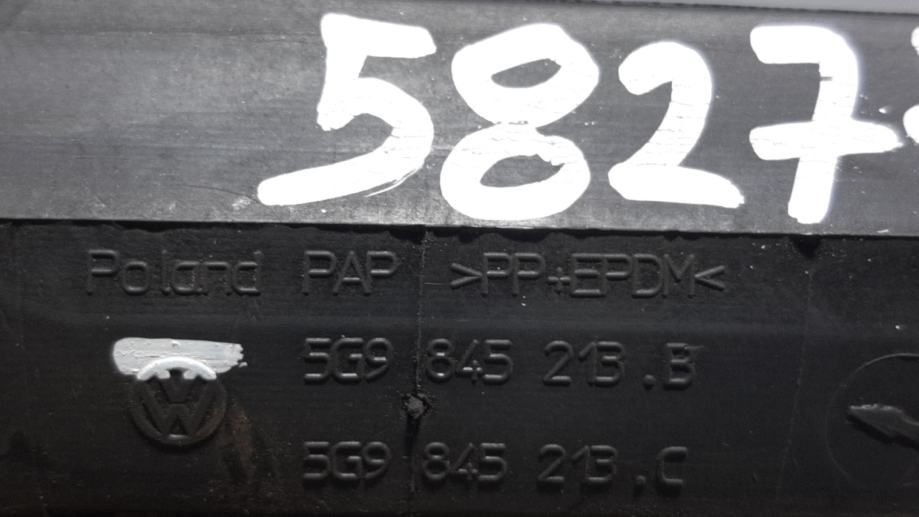 5827
Poland PAP >PP+EPDM<
5G9 845 213 .B
5G9 845 213 .C